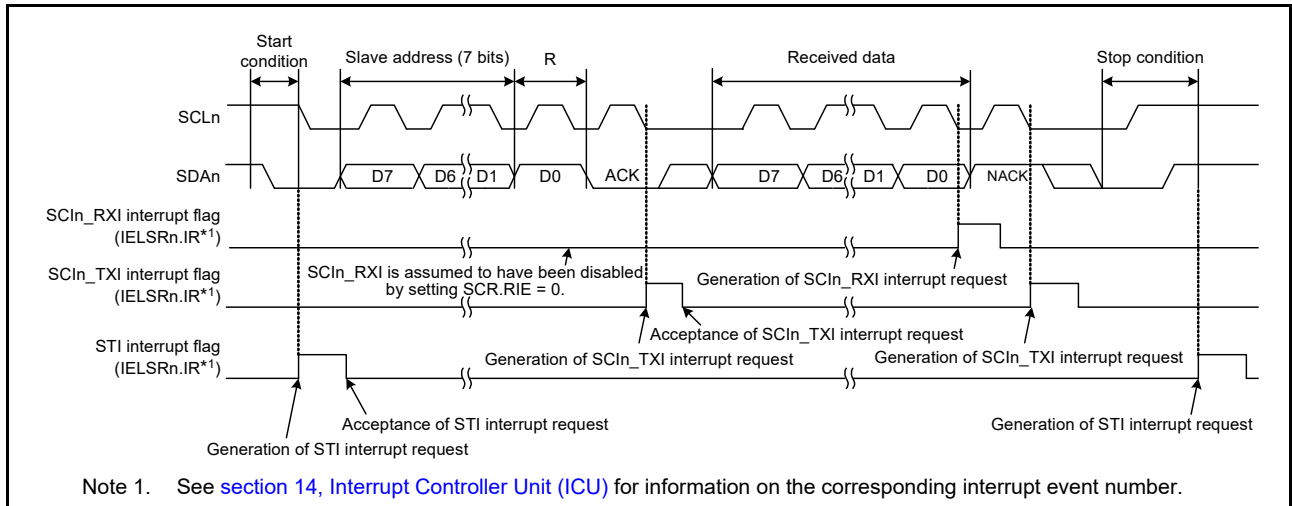 Start
condition
Slave address (7 bits)
R
Received data
Stop condition
SCLn
SDAn
D7
D6
D1
D0
ACK
D7
D6
D1
D0
NACK
SCIn_RXI interrupt flag
(IELSRn.IR*1)
SCIn_RXI is assumed to have been disabled
by setting SCR.RIE = 0.
Generation of SCIn_RXI interrupt request
SCIn_TXI interrupt flag
(IELSRn.IR*1)
Acceptance of SCIn_TXI interrupt request
Generation of SCIn_TXI interrupt request
Generation of SCIn_TXI interrupt request
STI interrupt flag
(IELSRn.IR*1)
Acceptance of STI interrupt request
Generation of STI interrupt request
Generation of STI interrupt request
Note 1. See section 14, Interrupt Controller Unit (ICU) for information on the corresponding interrupt event number.